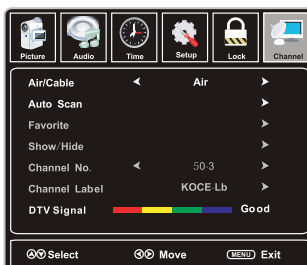 Picture Audio Time Setup Lock Channel
Air/Cable Air
Auto Scan
Favorite
Show/Hide
Channel No. 50-3
Channel Label KOCE-Lb
DTV Signal Good
Select Move MENU Exit